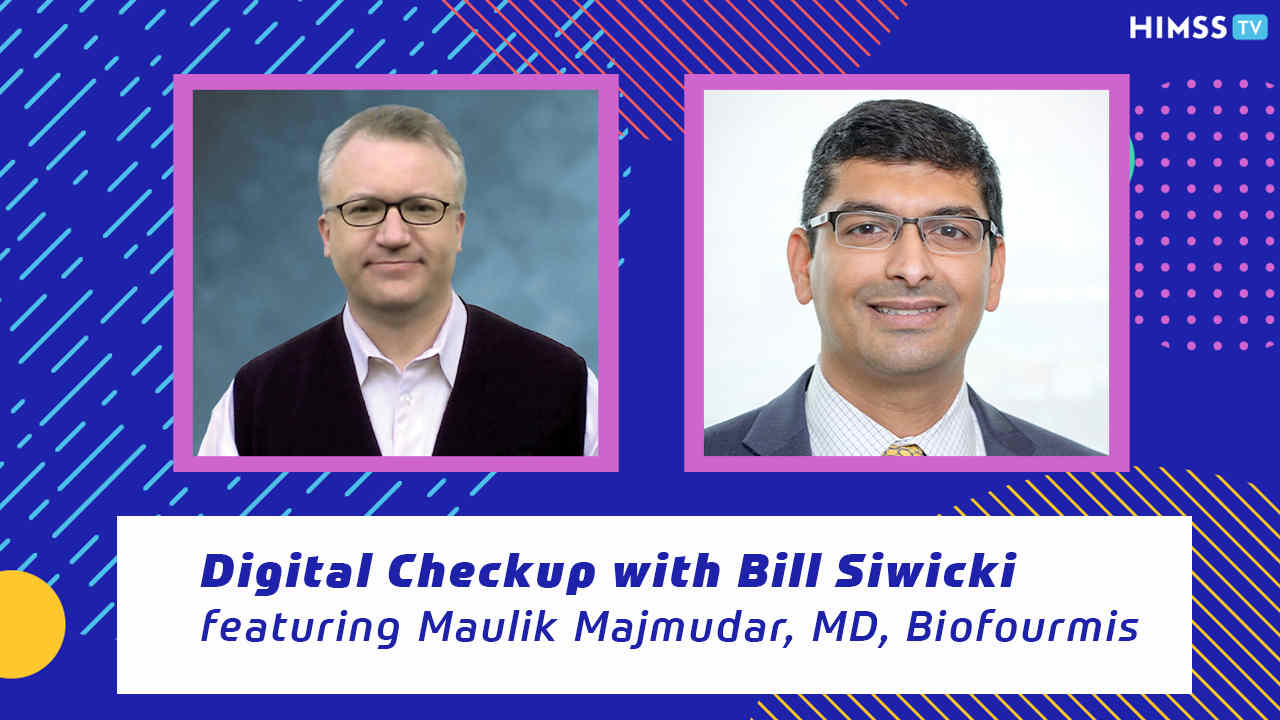 HIMSS TV
Digital Checkup with Bill Siwicki
featuring Maulik Majmudar, MD, Biofourmis